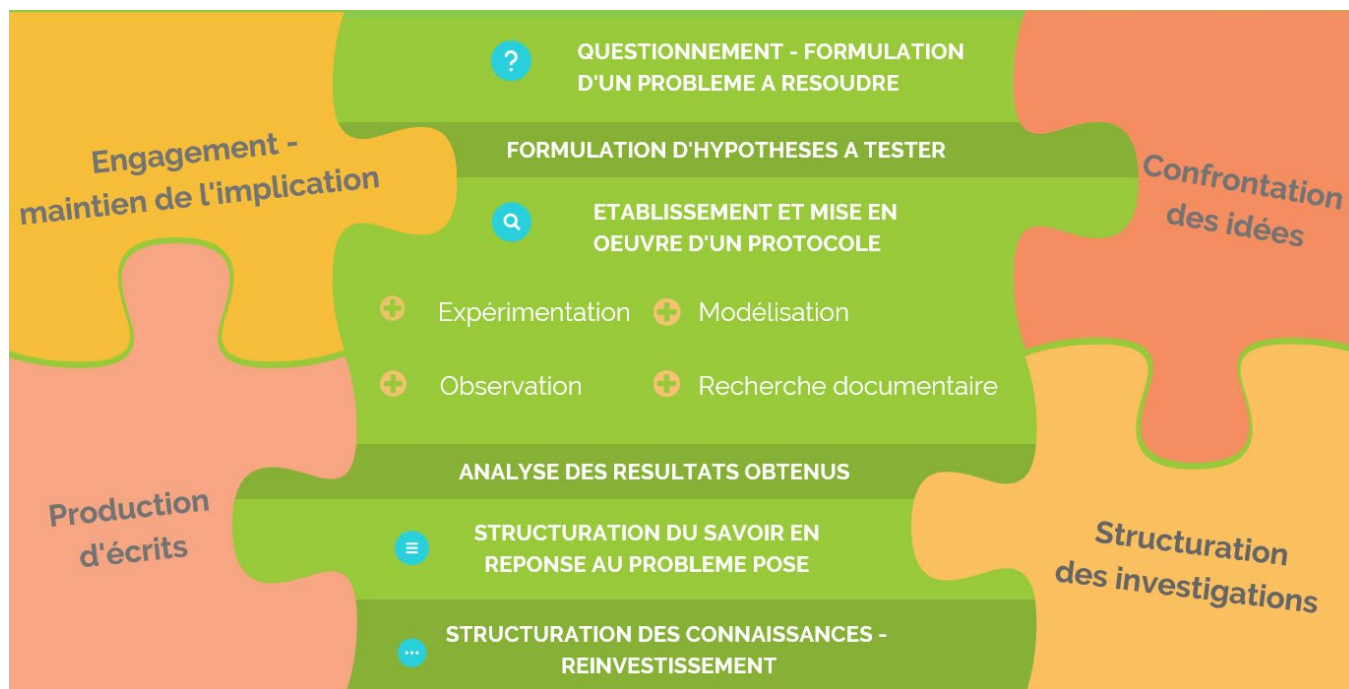 QUESTIONNEMENT - FORMULATION
D'UN PROBLEME A RESOUDRE
Engagement -
maintien de l'implication
FORMULATION D'HYPOTHESES A TESTER
Confrontation
des idées
ETABLISSEMENT ET MISE EN
OEUVRE D'UN PROTOCOLE
Expérimentation
Modélisation
Observation
Recherche documentaire
ANALYSE DES RESULTATS OBTENUS
Production
d'écrits
STRUCTURATION DU SAVOIR EN
REPONSE AU PROBLEME POSE
Structuration
des investigations
STRUCTURATION DES CONNAISSANCES -
REINVESTISSEMENT